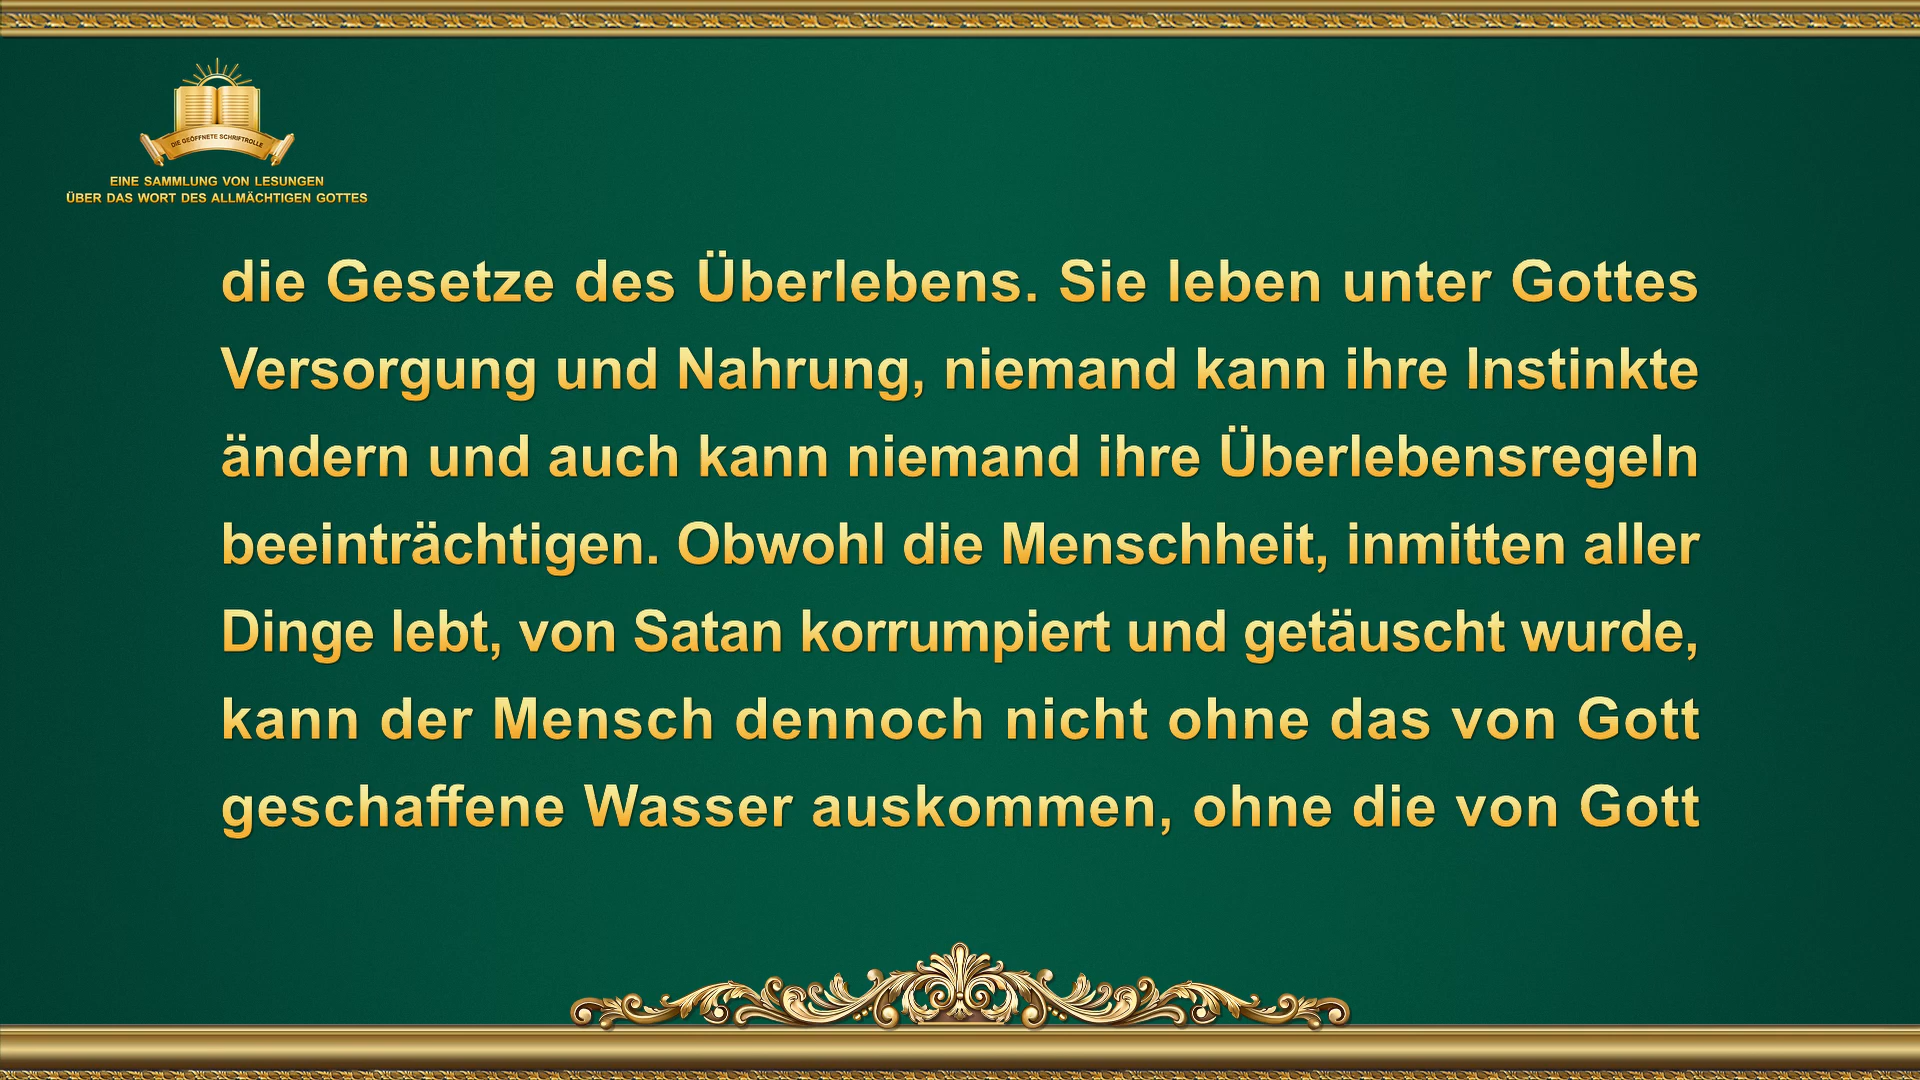 DIE GEÖFFNETE SCHRIFTROLLE
EINE SAMMLUNG VON LESUNGEN
ÜBER DAS WORT DES ALLMÄCHTIGEN GOTTES
die Gesetze des Überlebens. Sie leben unter Gottes
Versorgung und Nahrung, niemand kann ihre Instinkte
ändern und auch kann niemand ihre Überlebensregeln
beeinträchtigen. Obwohl die Menschheit, inmitten aller
Dinge lebt, von Satan korrumpiert und getäuscht wurde,
kann der Mensch dennoch nicht ohne das von Gott
geschaffene Wasser auskommen, ohne die von Gott